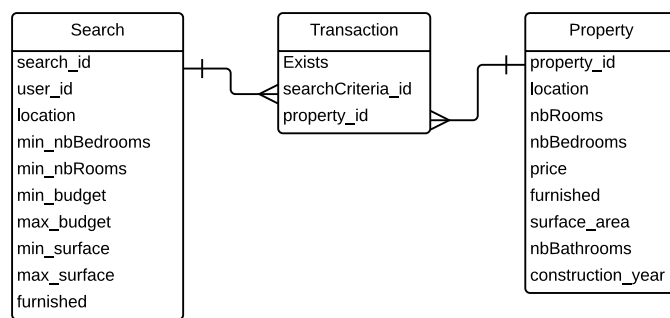 Search
search_id
user_id
location
min_nbBedrooms
min_nbRooms
min_budget
max_budget
min_surface
max_surface
furnished
Transaction
Exists
searchCriteria_id
property_id
Property
property_id
location
nbRooms
nbBedrooms
price
furnished
surface_area
nbBathrooms
construction_year